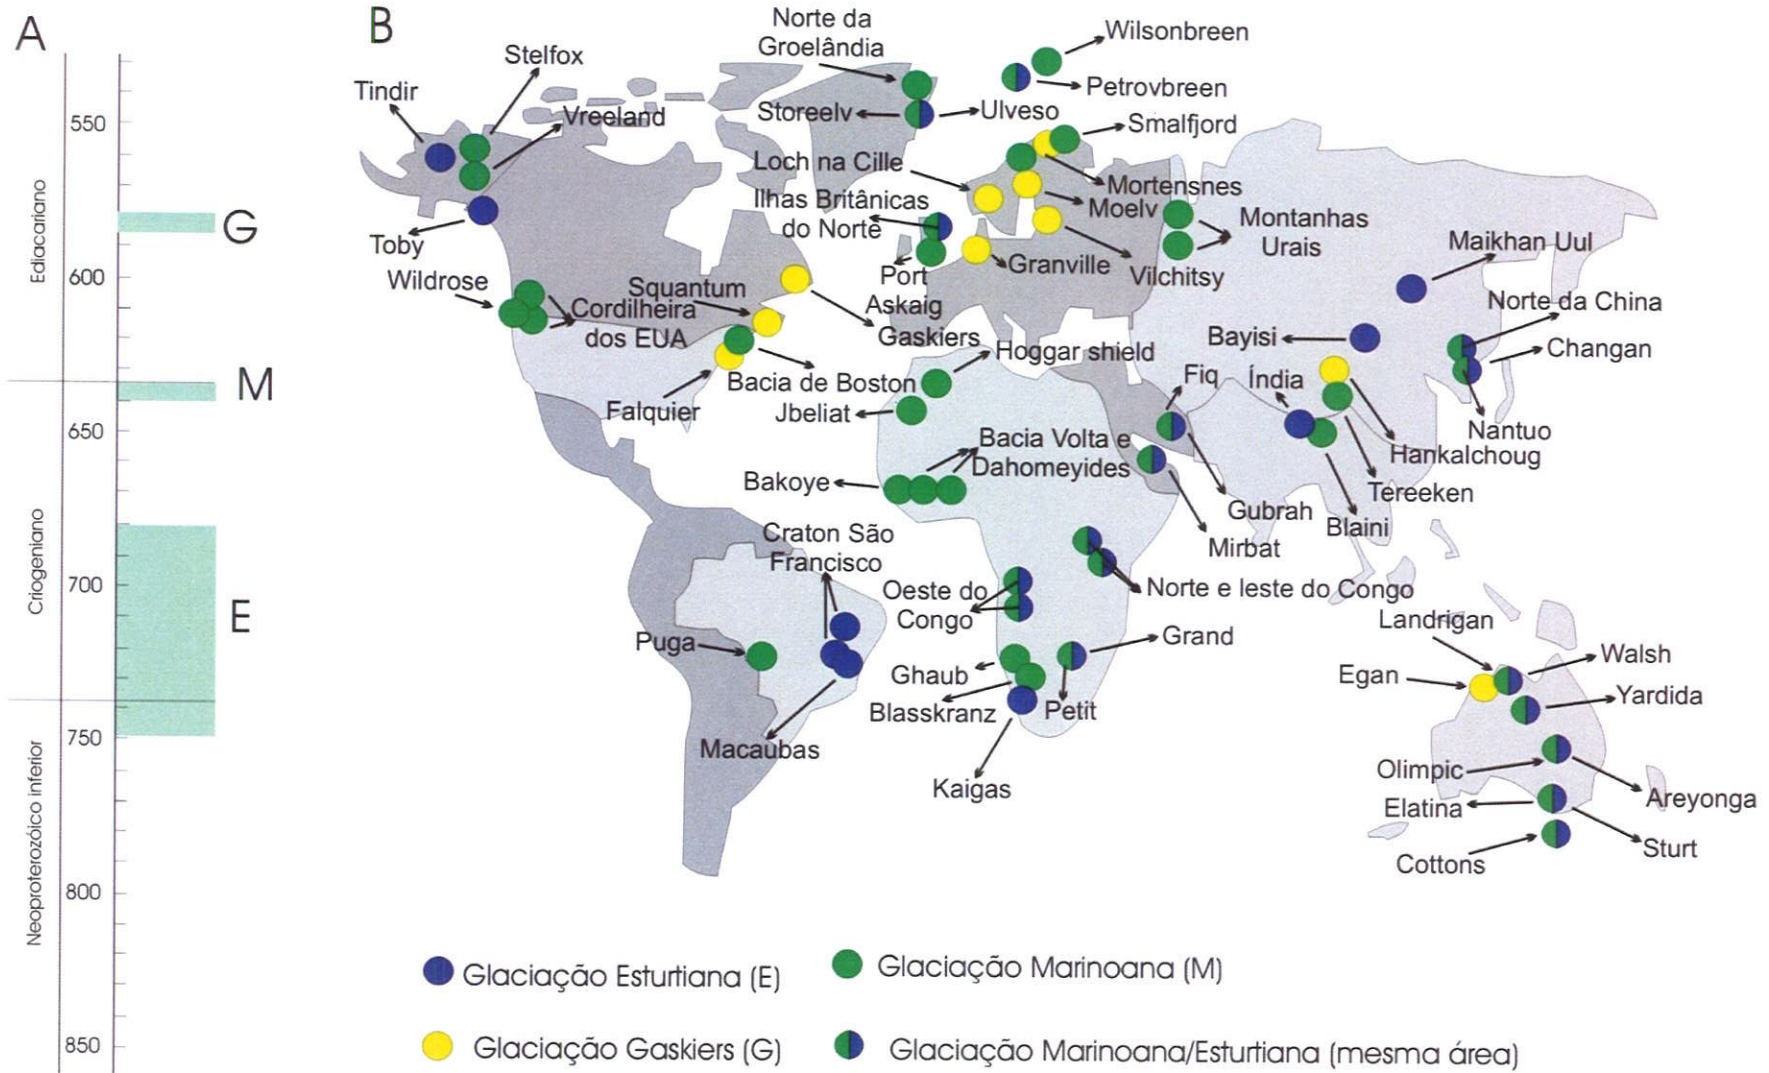 A
B
550
600
650
700
750
800
850
Ediacariano
Criogeniano
Neoproterozóico inferior
G
M
E
Norte da
Groelândia
Wilsonbreen
Stelfox
Tindir
Petrovbreen
Vreeland
Storeelv
Ulveso
Smalfjord
Loch na Cille
Mortensnes
Ilhas Britânicas
do Norte
Moelv
Montanhas
Urais
Toby
Maikhan Uul
Wildrose
Port
Askaig
Granville
Vilchitsy
Squantum
Cordilheira
dos EUA
Norte da China
Gaskiers
Bayisi
Changan
Hoggar shield
Bacia de Boston
Fiq
Índia
Falquier
Jbeliat
Nantuo
Bacia Volta e
Dahomeyides
Hankalchoug
Bakoye
Tereeken
Gubrah
Blaini
Craton São
Francisco
Mirbat
Oeste do
Congo
Norte e leste do Congo
Landrigan
Puga
Grand
Walsh
Ghaub
Egan
Yardida
Blasskranz
Petit
Macaúbas
Olimpic
Kaigas
Areyonga
Elatina
Sturt
Cottons
Glaciação Esturtiana (E)
Glaciação Marinoana (M)
Glaciação Gaskiers (G)
Glaciação Marinoana/Esturtiana (mesma área)